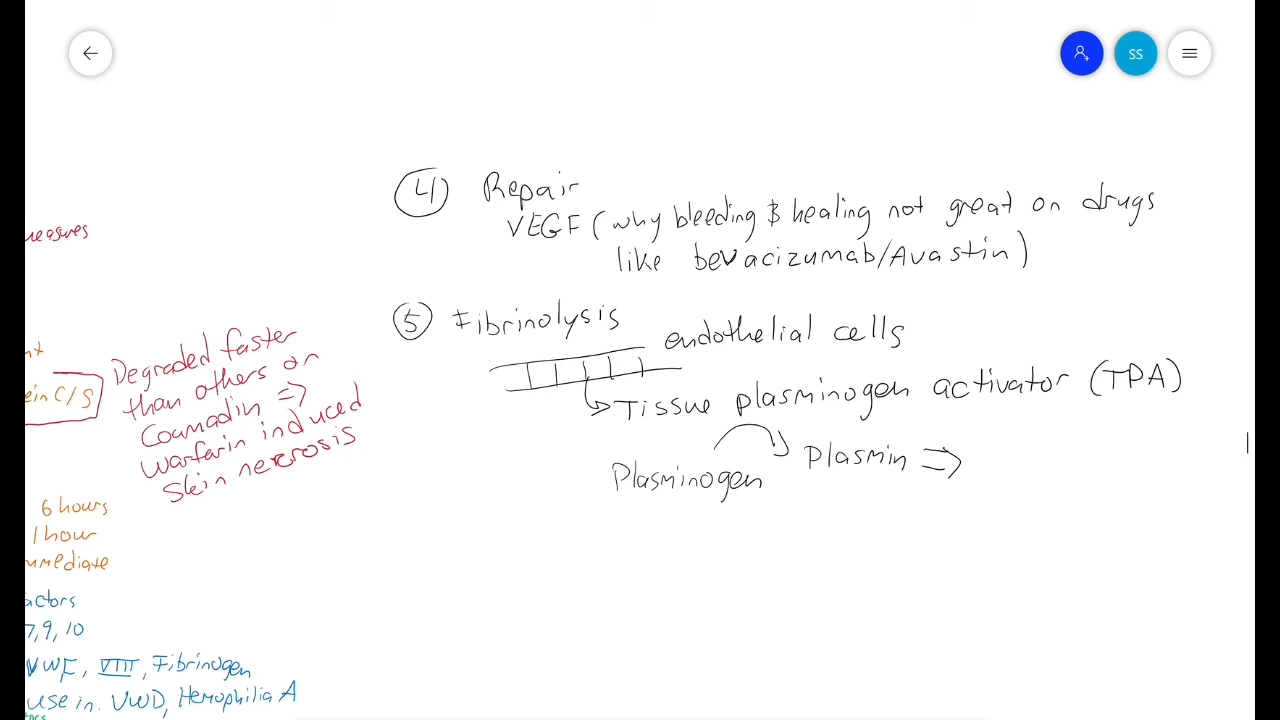 SS
④ Repair
VEGF (why bleeding & healing not great on drugs
like bevacizumab/Avastin)
⑤ Fibrinolysis
endothelial cells
Tissue plasminogen activator (TPA)
Plasminogen
Plasmin ⇒
Degraded faster
than others on
Coumadin ⇒
Warfarin induced
Skin necrosis
ein C/S
6 hours
1 hour
mmediate
actors
7, 9, 10
VWF, VIII, Fibrinogen
use in. VWD, Hemophilia A